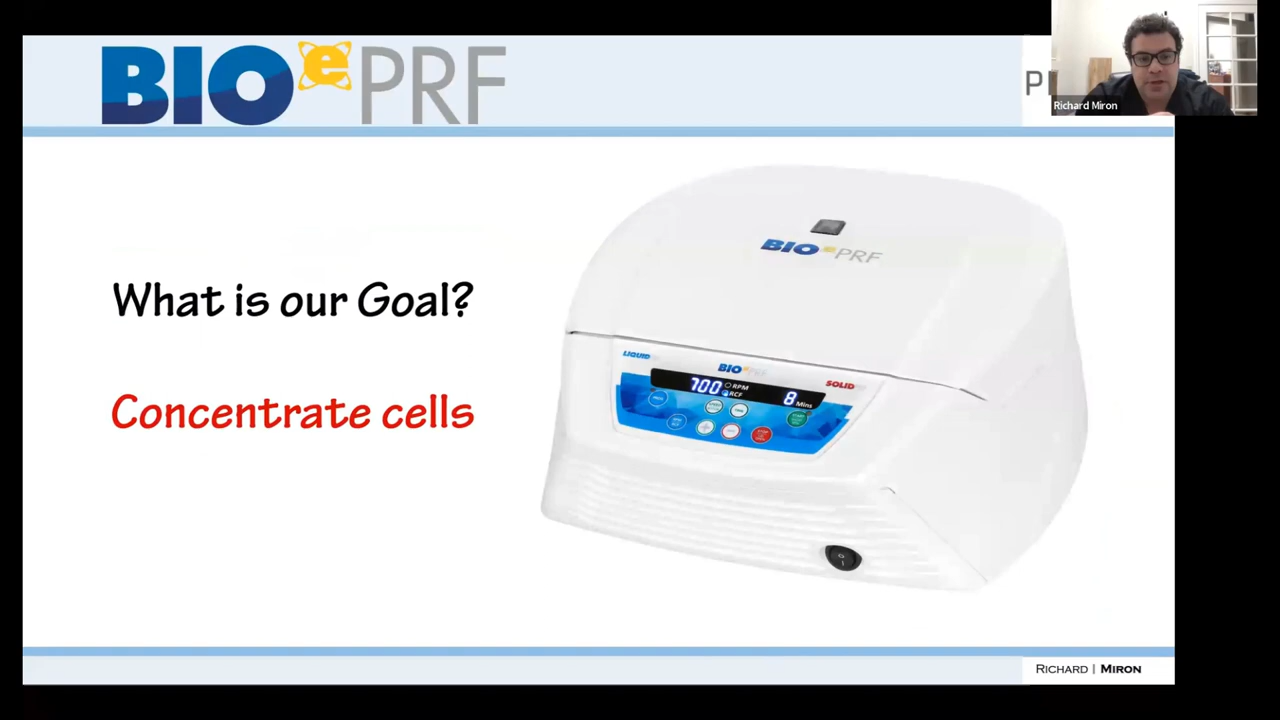 BIO e PRF
Richard Miron
What is our Goal?
Concentrate cells
BIO e PRF
LIQUID
BIO e PRF
SOLID
700 RPM
RCF
8 Mins
RICHARD | MIRON